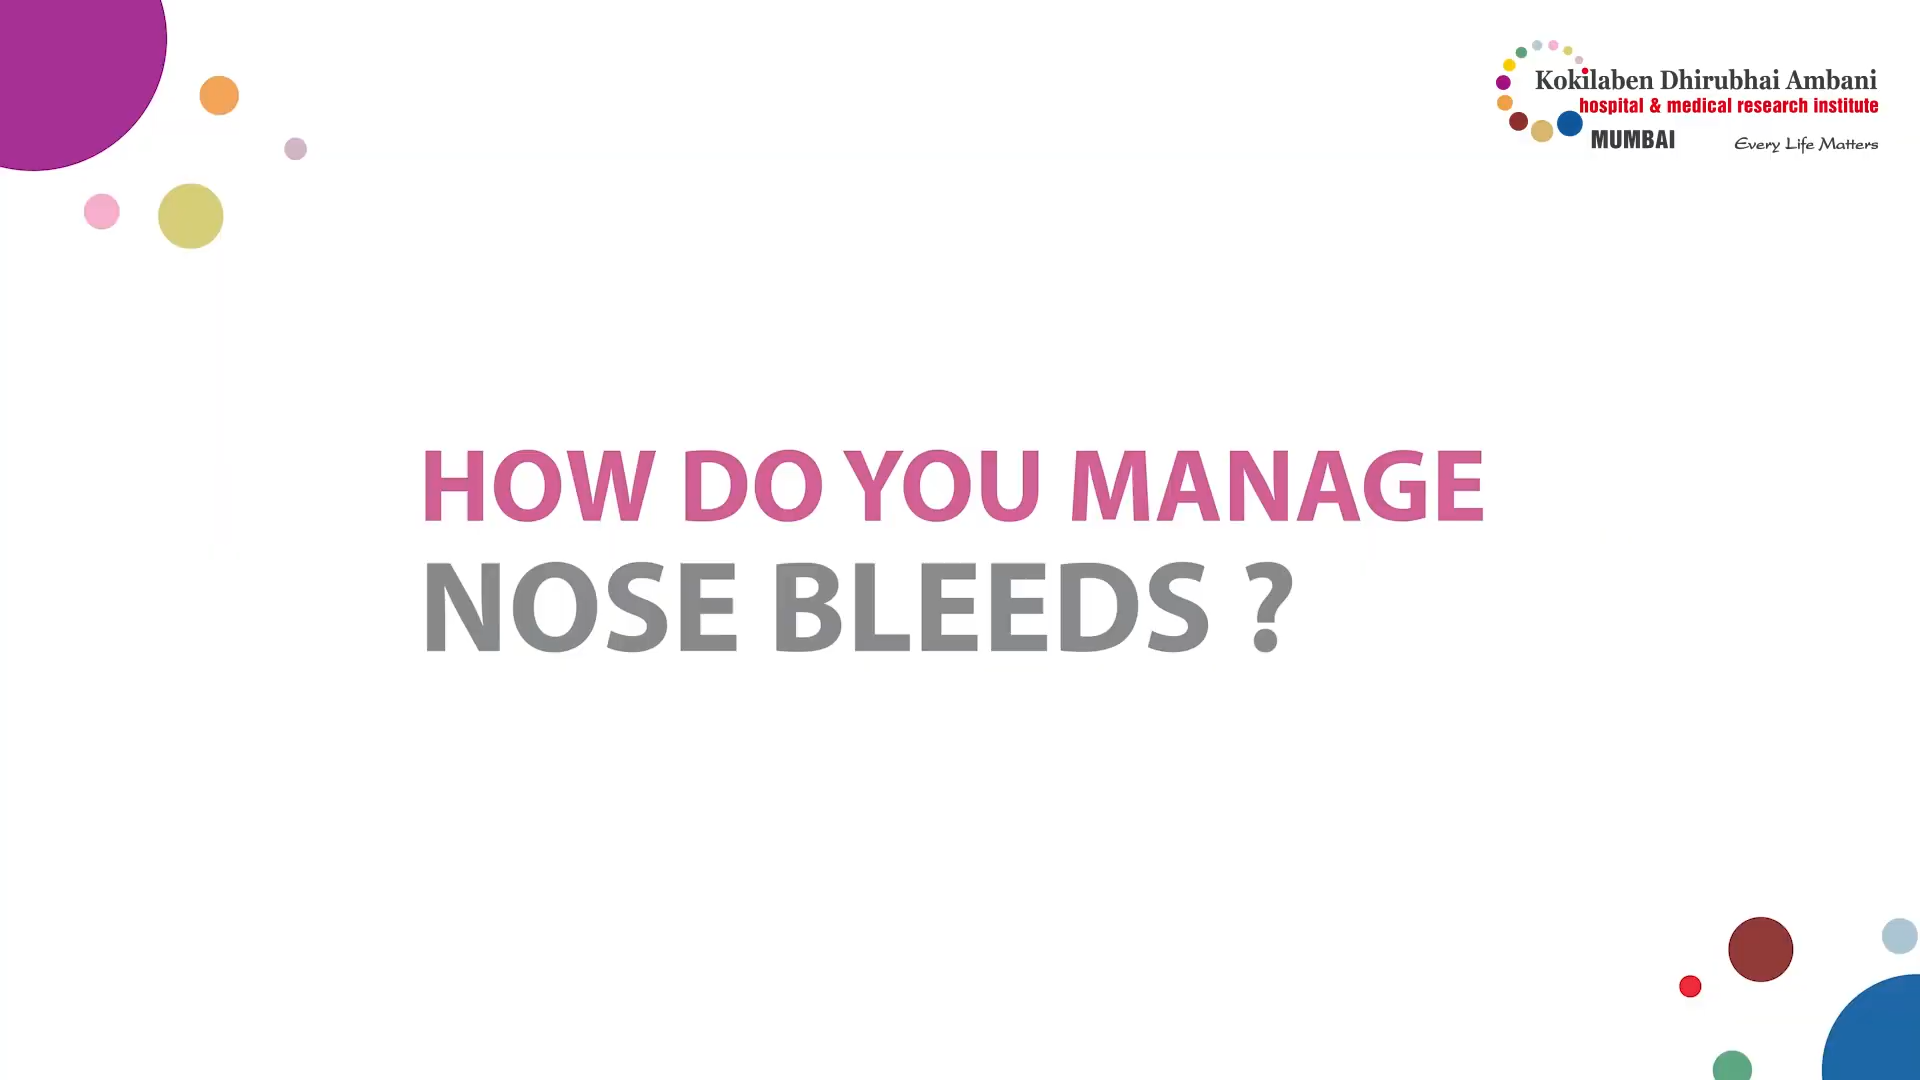 Kokilaben Dhirubhai Ambani
hospital & medical research institute
MUMBAI Every Life Matters
HOW DO YOU MANAGE
NOSE BLEEDS ?